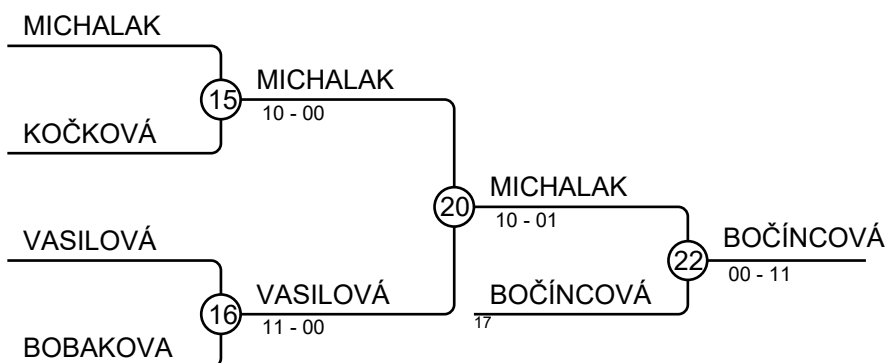 MICHALAK
15
MICHALAK
10 - 00
KOČKOVÁ
20
MICHALAK
10 - 01
VASILOVÁ
22
BOČÍNCOVÁ
00 - 11
16
VASILOVÁ
11 - 00
BOČÍNCOVÁ
17
BOBAKOVA